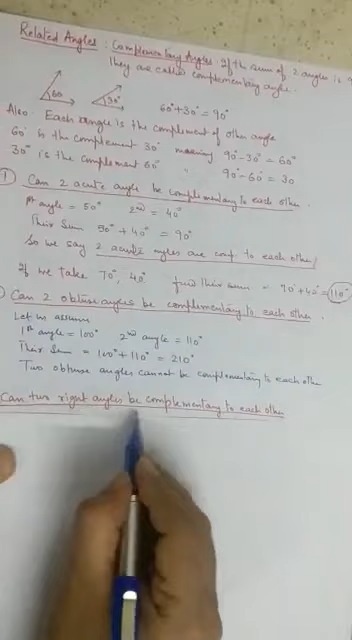 Related Angles : Complementary Angles - If the sum of 2 angles is
They are called complementary angle.
60° 30° 60° + 30° = 90°
Also Each angle is the complement of other angle
60° is the complement 30° meaning 90° - 30° = 60°
30° is the complement 60° " 90° - 60° = 30
① Can 2 acute angle be complementary to each other.
1st angle = 50° 2nd = 40°
Their sum 50° + 40° = 90°
So we say 2 acute angles are comp. to each other
If we take 70°, 40° find their sum = 110°
Can 2 obtuse angles be complementary to each other.
Let us assume
1st angle = 100° 2nd angle = 110°
Their sum = 100° + 110° = 210°
Two obtuse angles cannot be complementary to each other
Can two right angles be complementary to each other